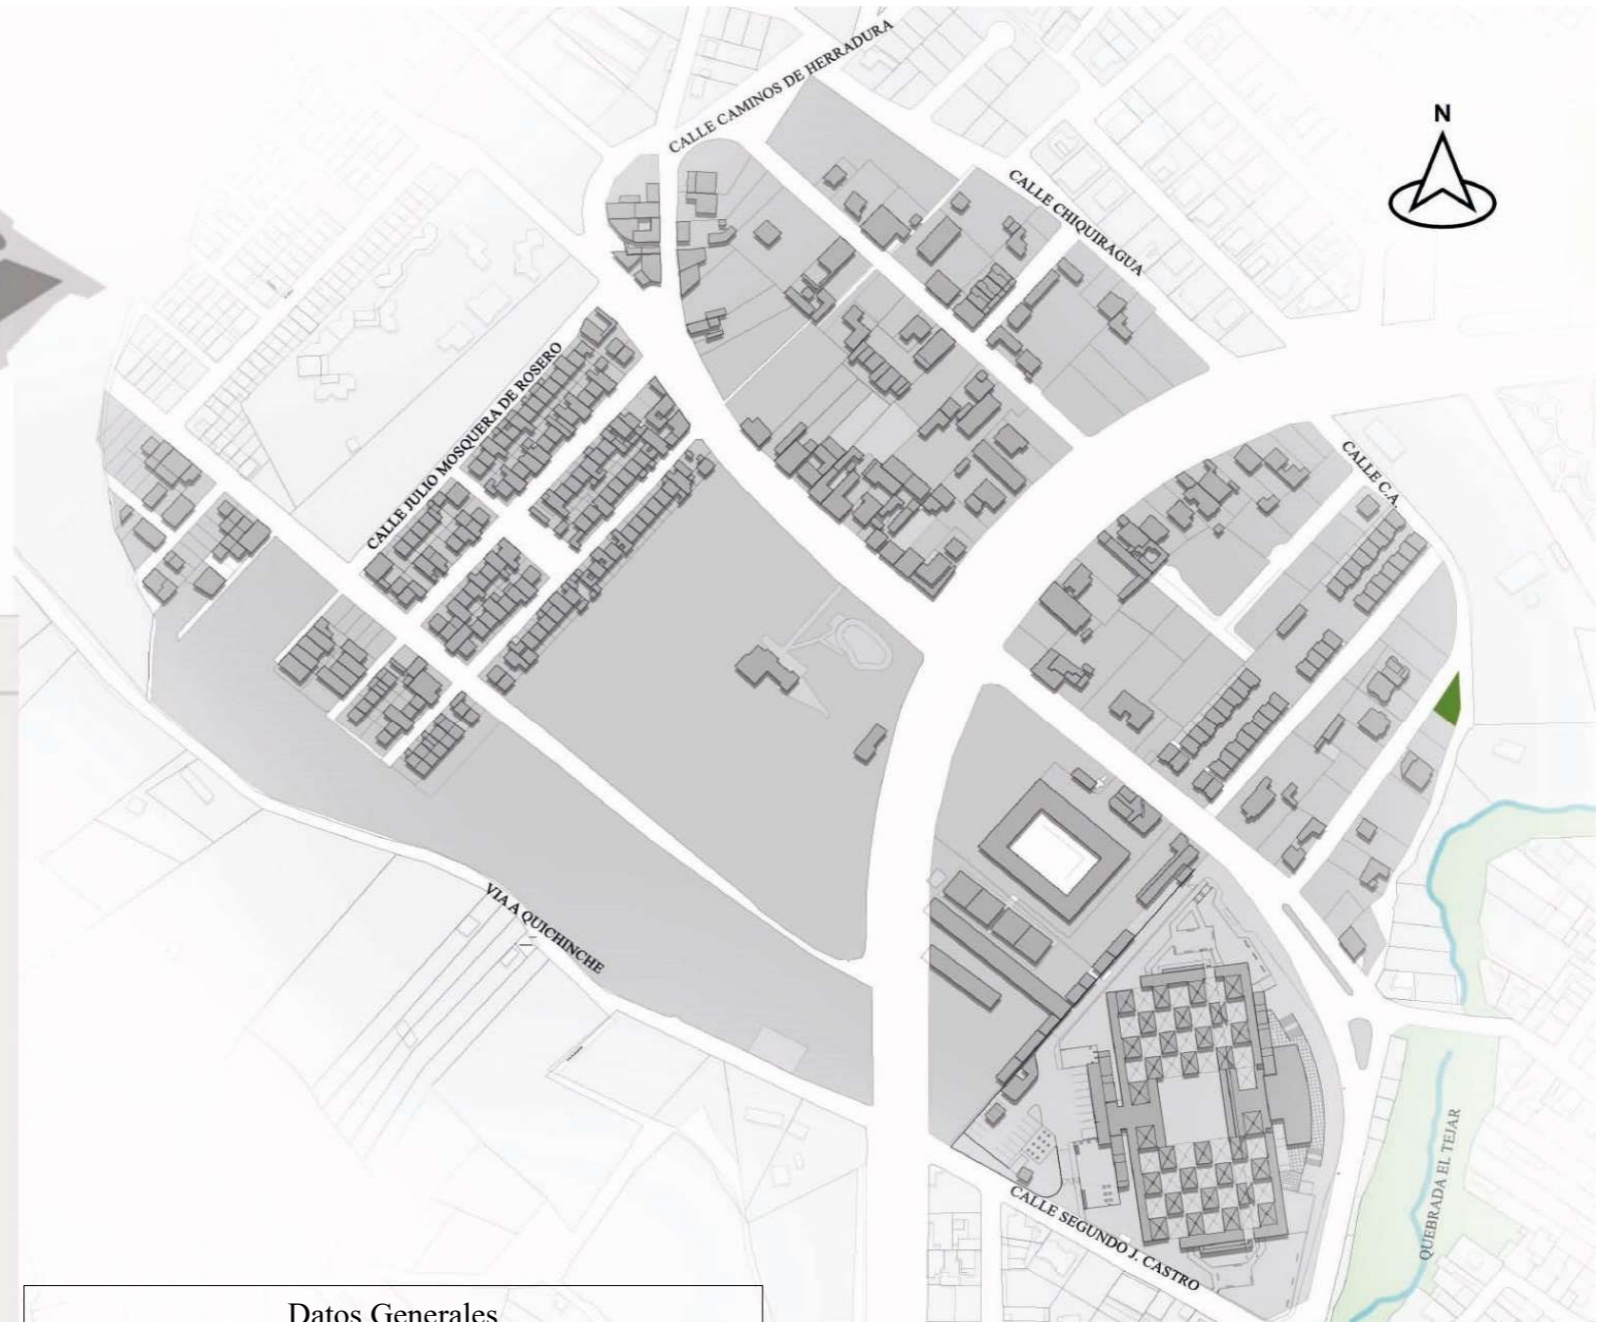 CALLE CAMINOS DE HERRADURA
N
CALLE CHIQUIRAGUA
CALLE JULIO MOSQUERA DE ROSERO
CALLE C.A.
VIA A QUICHINCHE
QUEBRADA EL TEJAR
CALLE SEGUNDO J. CASTRO
Datos Generales